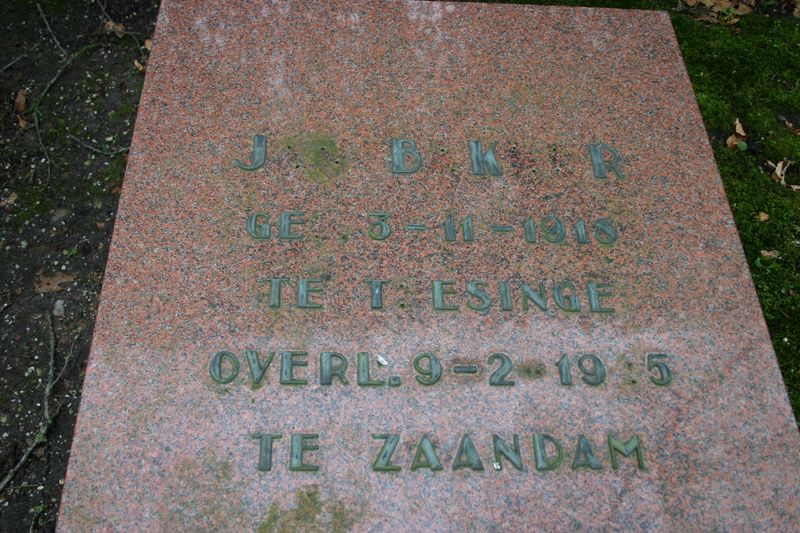 J B K R
GE 3-11-1918
TE T ESINGE
OVERL. 9-2-19 5
TE ZAANDAM